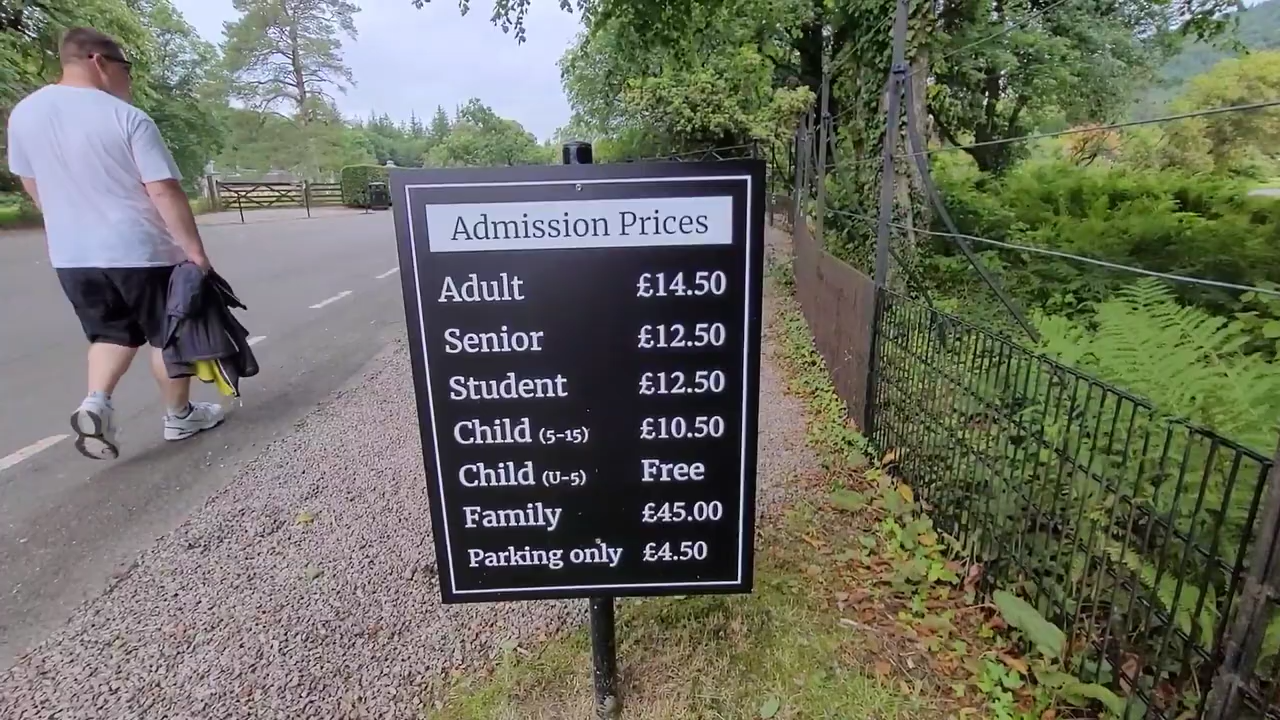 Admission Prices
Adult £14.50
Senior £12.50
Student £12.50
Child (5-15) £10.50
Child (U-5) Free
Family £45.00
Parking only £4.50